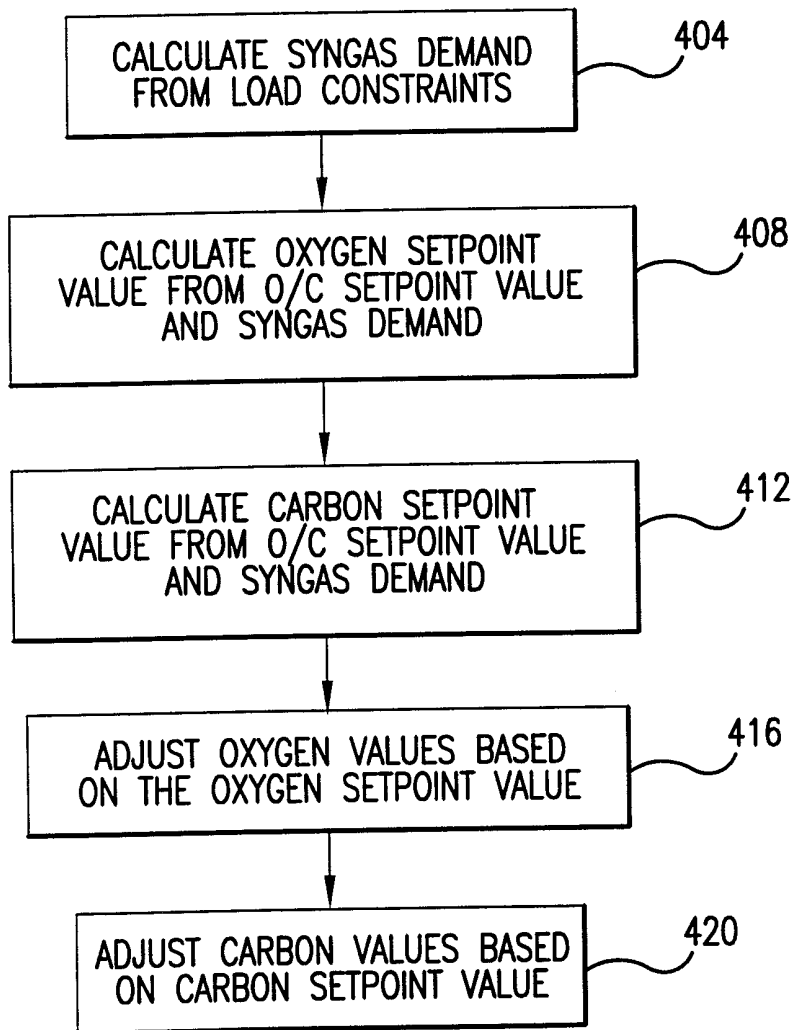 CALCULATE SYNGAS DEMAND
FROM LOAD CONSTRAINTS
404
CALCULATE OXYGEN SETPOINT
VALUE FROM O/C SETPOINT VALUE
AND SYNGAS DEMAND
408
CALCULATE CARBON SETPOINT
VALUE FROM O/C SETPOINT VALUE
AND SYNGAS DEMAND
412
ADJUST OXYGEN VALUES BASED
ON THE OXYGEN SETPOINT VALUE
416
ADJUST CARBON VALUES BASED
ON CARBON SETPOINT VALUE
420